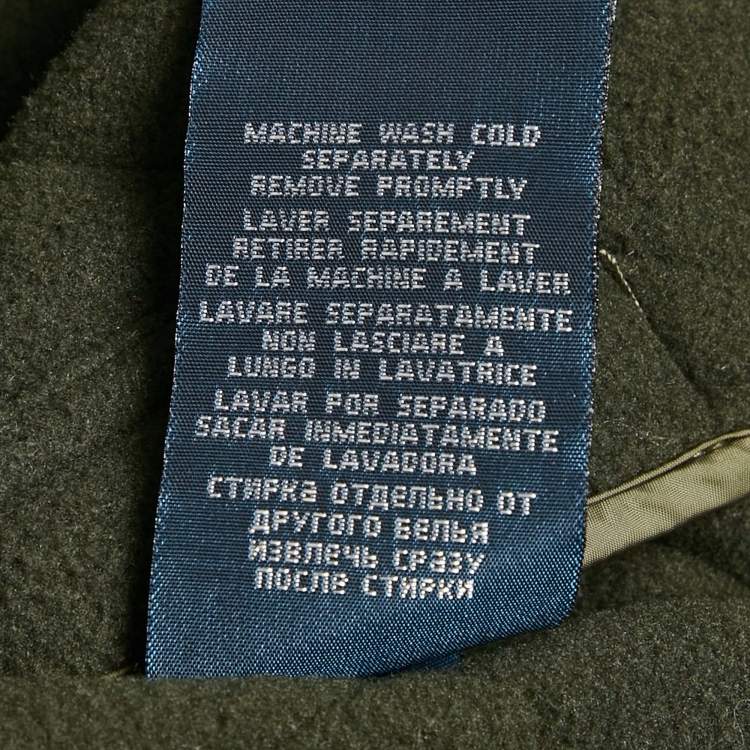 MACHINE WASH COLD
SEPARATELY
REMOVE PROMPTLY
LAVER SEPAREMENT
RETIRER RAPIDEMENT
DE LA MACHINE A LAVER
LAVARE SEPARATAMENTE
NON LASCIARE A
LUNGO IN LAVATRICE
LAVAR POR SEPARADO
SACAR INMEDIATAMENTE
DE LAVADORA
СТИРКА ОТДЕЛЬНО ОТ
ДРУГОГО БЕЛЬЯ
ИЗВЛЕЧЬ СРАЗУ
ПОСЛЕ СТИРКИ